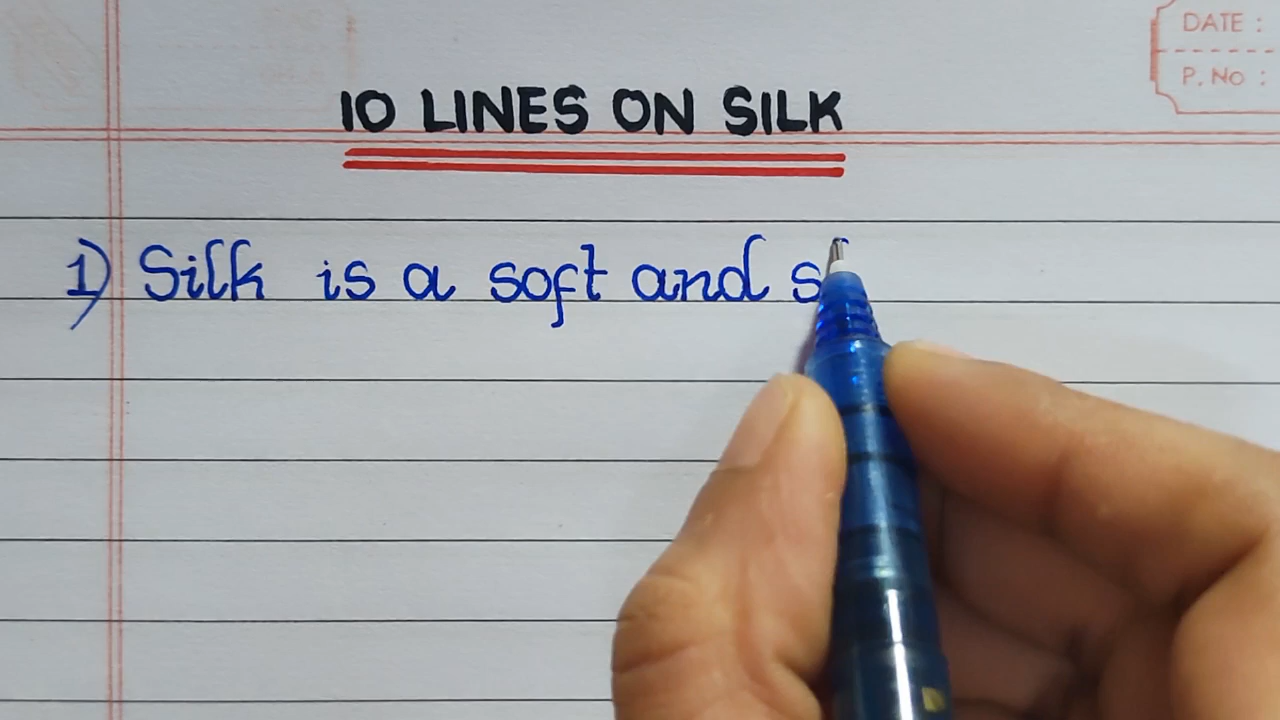 DATE :
P. No :
10 LINES ON SILK
1) Silk is a soft and s